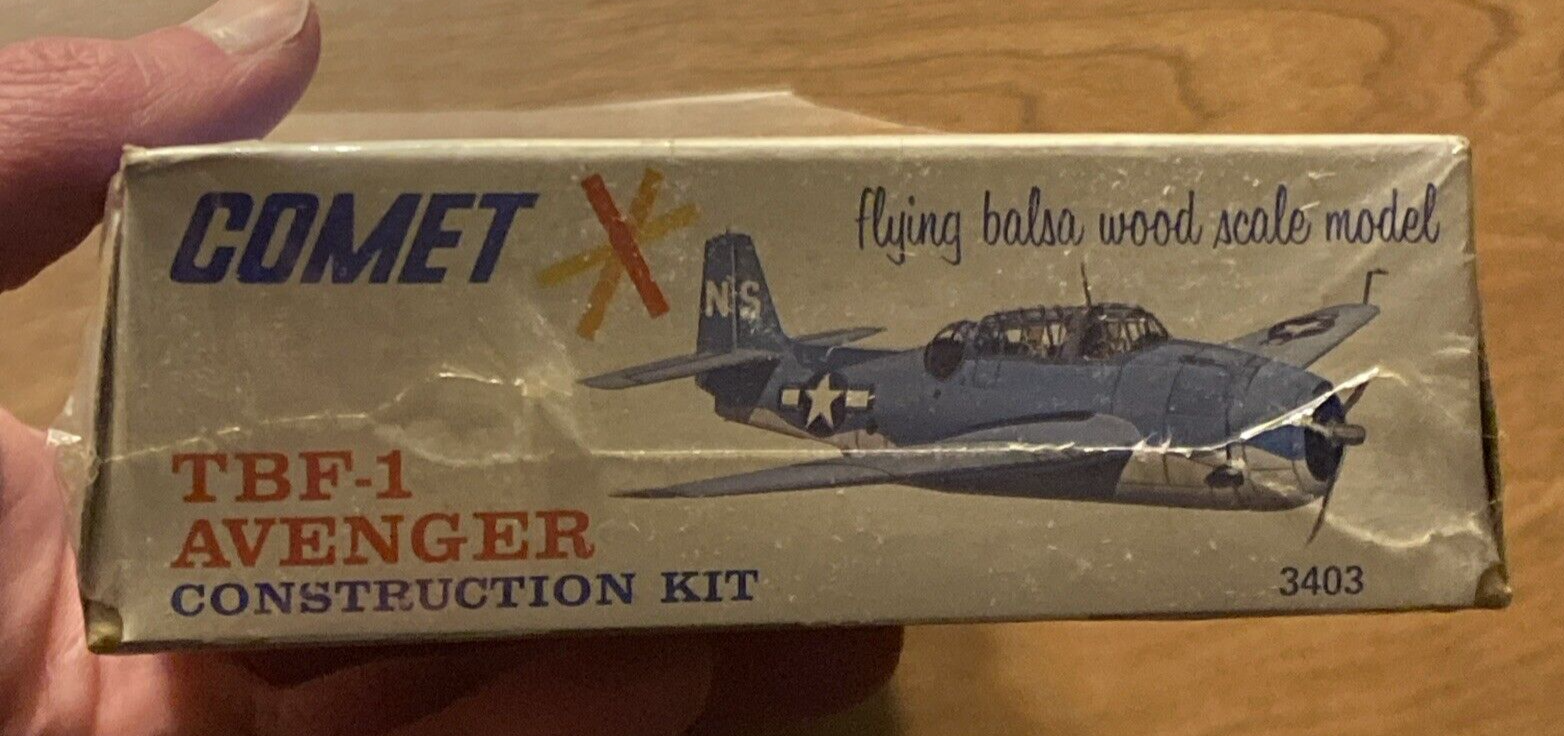 COMET
flying balsa wood scale model
NS
TBF-1
AVENGER
CONSTRUCTION KIT
3403